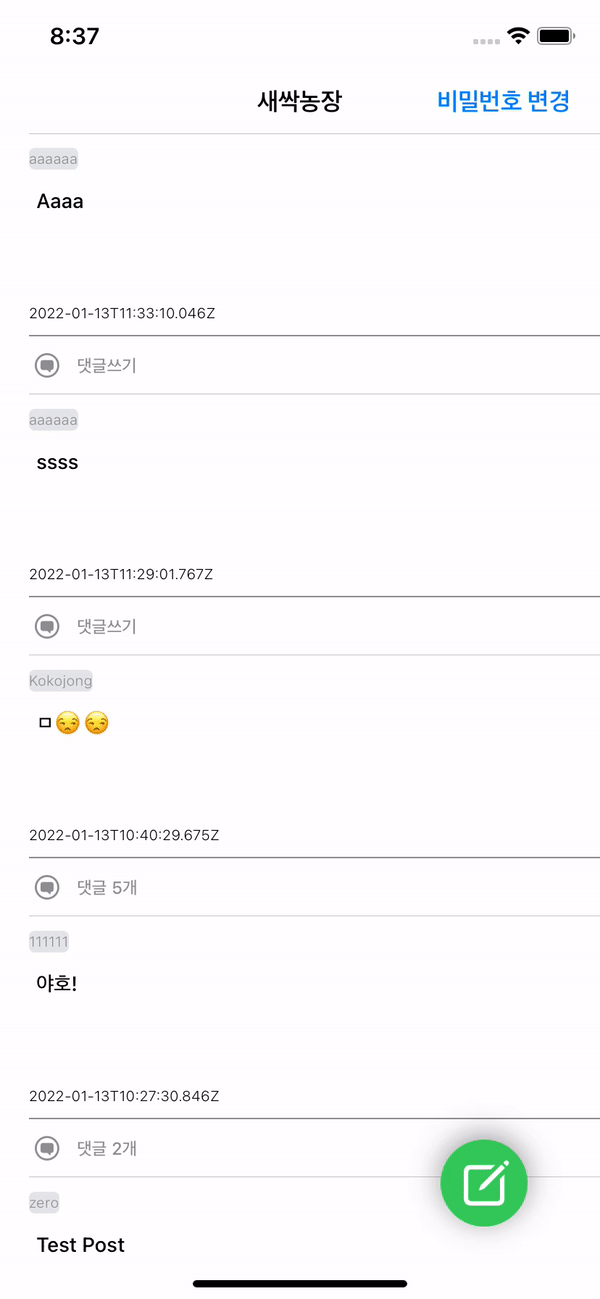 8:37
새싹농장 비밀번호 변경
aaaaaa
Aaaa
2022-01-13T11:33:10.046Z
댓글쓰기
aaaaaa
ssss
2022-01-13T11:29:01.767Z
댓글쓰기
Kokojong
ㅁ😒😒
2022-01-13T10:40:29.675Z
댓글 5개
111111
야호!
2022-01-13T10:27:30.846Z
댓글 2개
zero
Test Post